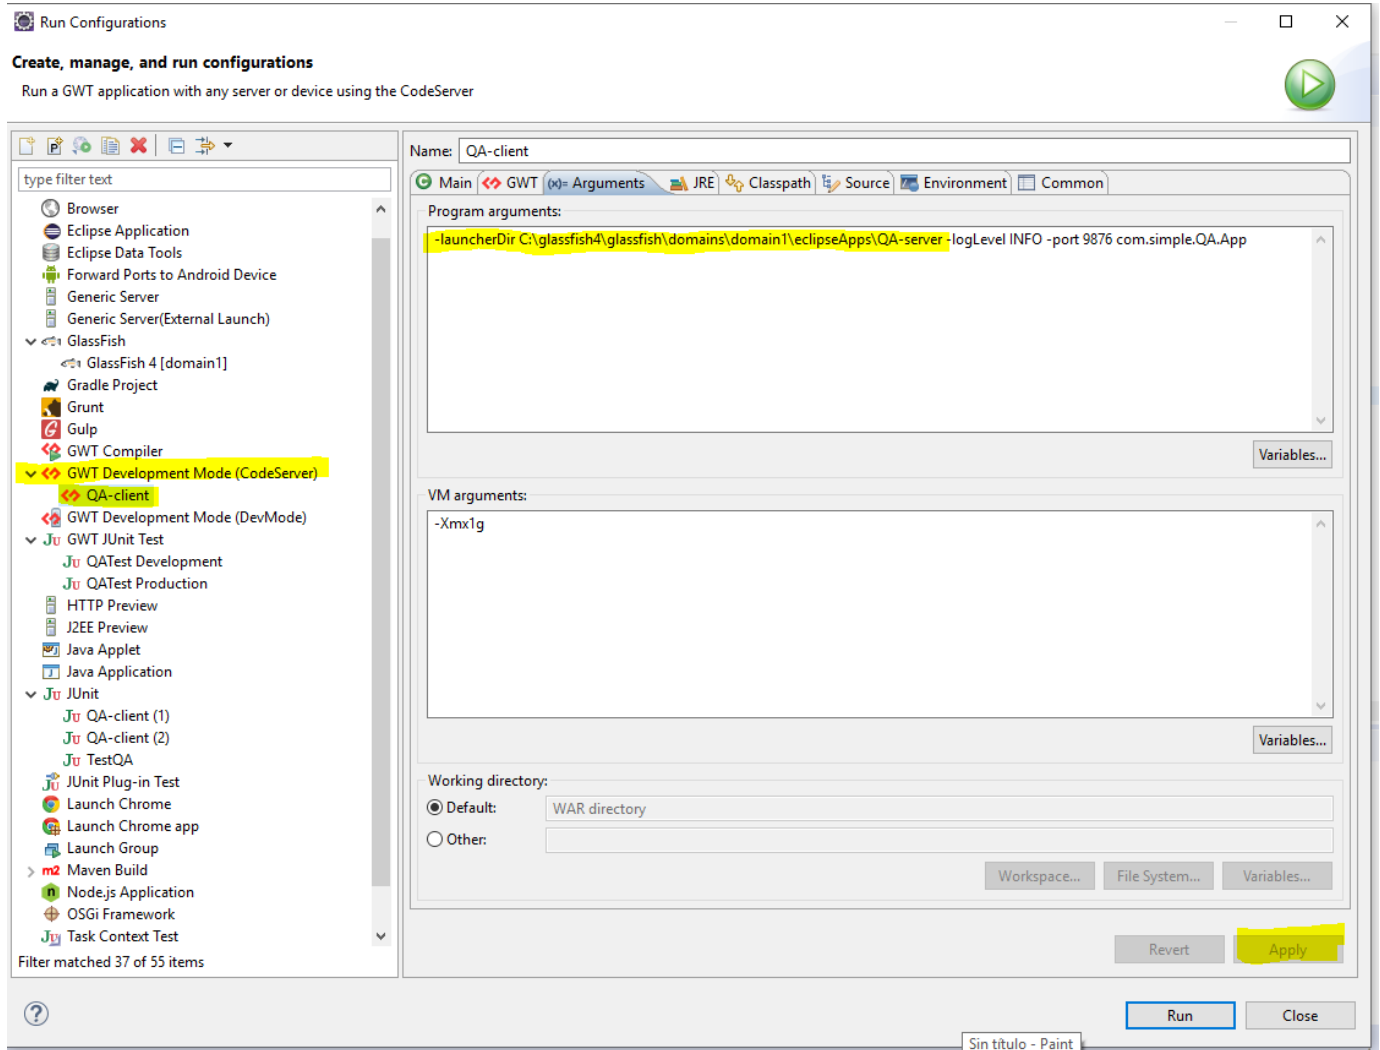 Run Configurations
Create, manage, and run configurations
Run a GWT application with any server or device using the CodeServer
type filter text
Browser
Eclipse Application
Eclipse Data Tools
Forward Ports to Android Device
Generic Server
Generic Server(External Launch)
GlassFish
GlassFish 4 [domain1]
Gradle Project
Grunt
Gulp
GWT Compiler
GWT Development Mode (CodeServer)
QA-client
GWT Development Mode (DevMode)
GWT JUnit Test
QATest Development
QATest Production
HTTP Preview
J2EE Preview
Java Applet
Java Application
JUnit
QA-client (1)
QA-client (2)
TestQA
JUnit Plug-in Test
Launch Chrome
Launch Chrome app
Launch Group
Maven Build
Node.js Application
OSGi Framework
Task Context Test
Filter matched 37 of 55 items
Name: QA-client
Main GWT (x)= Arguments JRE Classpath Source Environment Common
Program arguments:
-launcherDir C:\glassfish4\glassfish\domains\domain1\eclipseApps\QA-server -logLevel INFO -port 9876 com.simple.QA.App
Variables...
VM arguments:
-Xmx1g
Variables...
Working directory:
Default: WAR directory
Other:
Workspace... File System... Variables...
Revert Apply
Run Close
Sin título - Paint